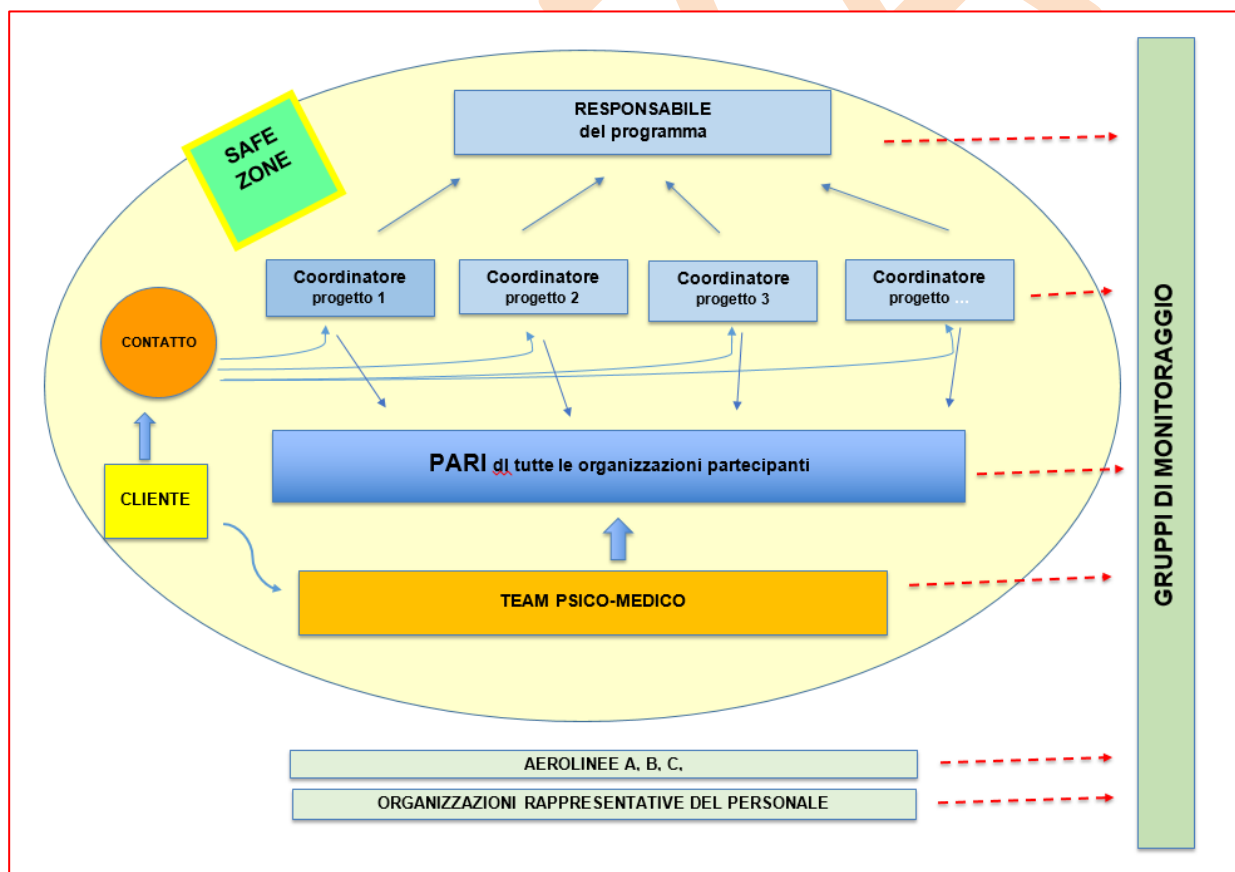 RESPONSABILE
del programma
SAFE
ZONE
Coordinatore
progetto 1
Coordinatore
progetto 2
Coordinatore
progetto 3
Coordinatore
progetto ...
CONTATTO
PARI di tutte le organizzazioni partecipanti
CLIENTE
TEAM PSICO-MEDICO
AEROLINEE A, B, C,
ORGANIZZAZIONI RAPPRESENTATIVE DEL PERSONALE
GRUPPI DI MONITORAGGIO